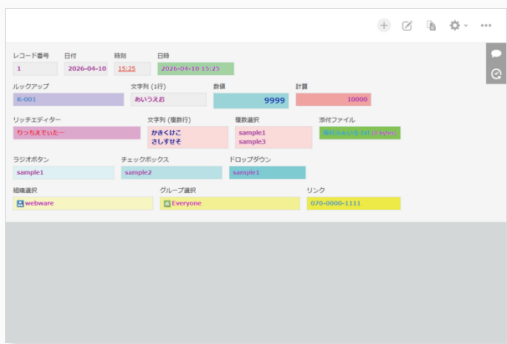 レコード番号 日付 時刻 日時
1 2026-04-10 15:25 2026-04-10 15:25
ルックアップ 文字列 (1行) 数値 計算
K-001 あいうえお 9999 10000
リッチエディター 文字列 (複数行) 複数選択 添付ファイル
りっちえでぃたー かきくけこ sample1
さしすせそ sample3
ラジオボタン チェックボックス ドロップダウン
sample1 sample2 sample1
組織選択 グループ選択 リンク
webware Everyone 070-0000-1111